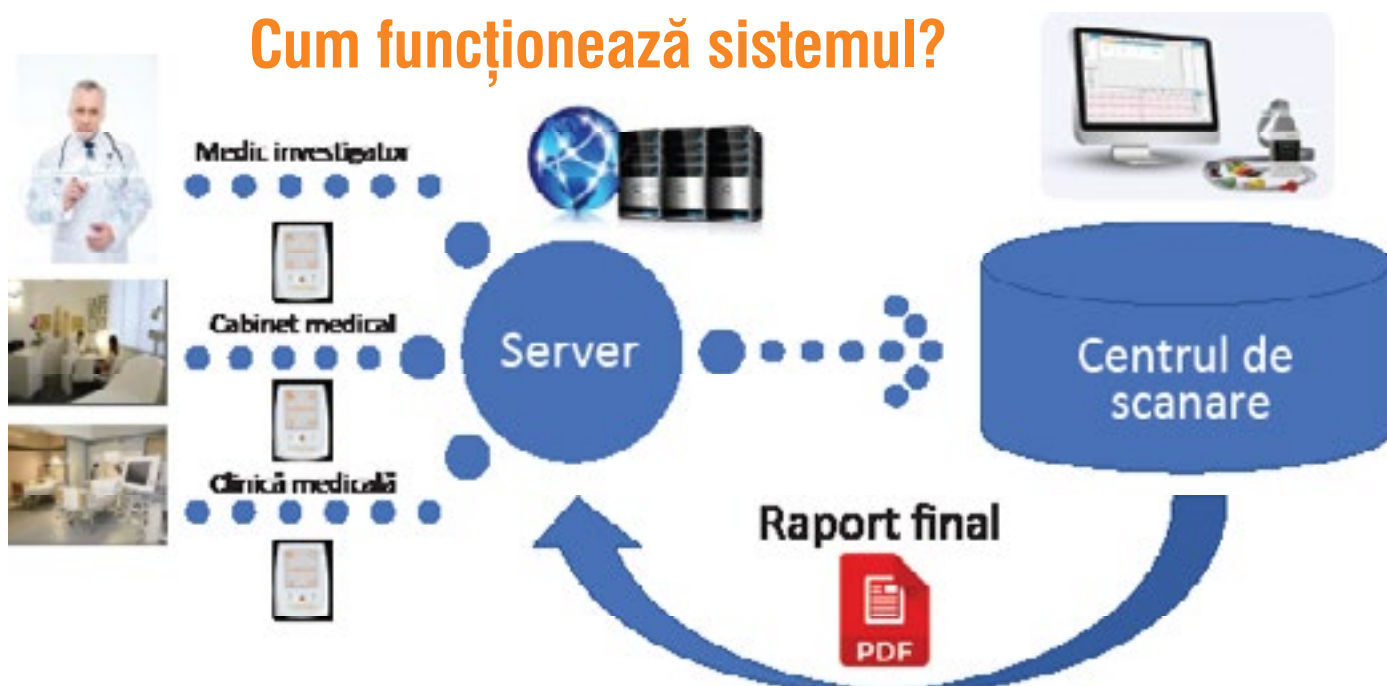 Cum funcționează sistemul?
Medic investigator
Cabinet medical
Clinică medicală
Server
Centrul de
scanare
Raport final
PDF